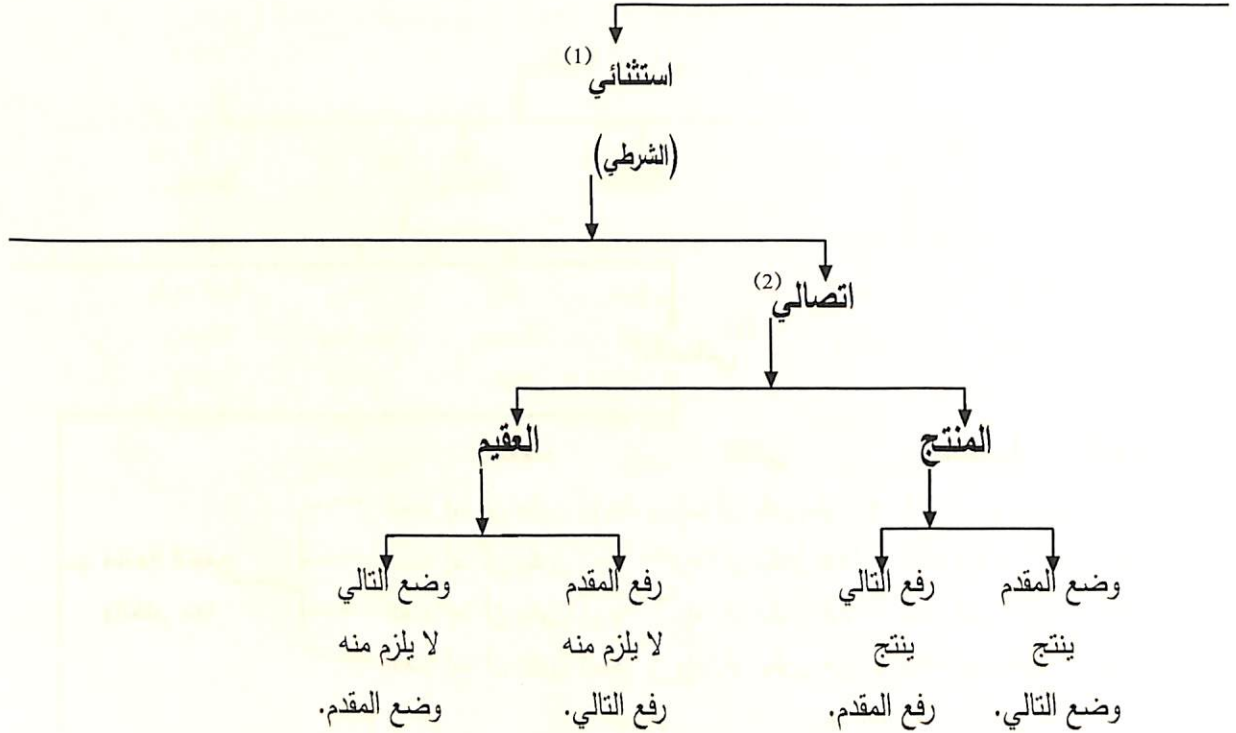 استثنائي (1)
(الشرطي)
اتصالي (2)
المنتج
العقيم
وضع المقدم
ينتج
وضع التالي.
رفع التالي
ينتج
رفع المقدم.
رفع المقدم
لا يلزم منه
رفع التالي.
وضع التالي
لا يلزم منه
وضع المقدم.